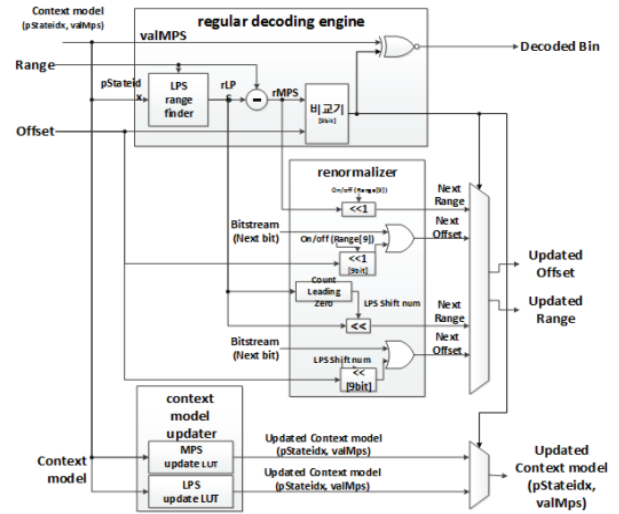 Context model
(pStateidx, valMps)
regular decoding engine
valMPS
Decoded Bin
Range
pStateid
x
LPS
range
finder
rLP
S
rMPS
비교기
[9bit]
Offset
renormalizer
On/off (Range[9])
<<1
Next
Range
Bitstream
(Next bit)
Next
Offset
On/off (Range[9])
<<1
[9bit]
Updated
Offset
Count
Leading
Zero
LPS Shift num
Next
Range
Updated
Range
<<
Bitstream
(Next bit)
Next
Offset
LPS Shift num
<<
[9bit]
context
model
updater
Context
model
MPS
update LUT
Updated Context model
(pStateidx, valMps)
LPS
update LUT
Updated Context model
(pStateidx, valMps)
Updated
Context model
(pStateidx,
valMps)